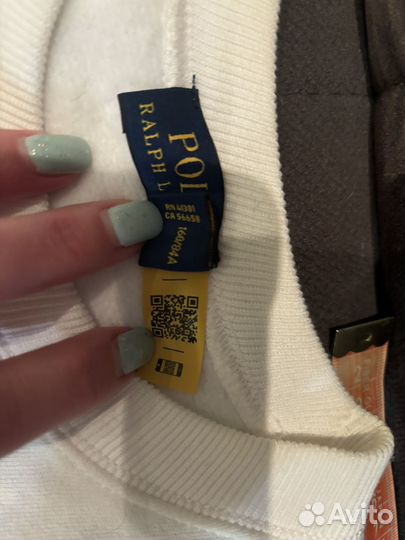 POL
RALPH L
RN 41381
CA 56658
160/84A
Avito